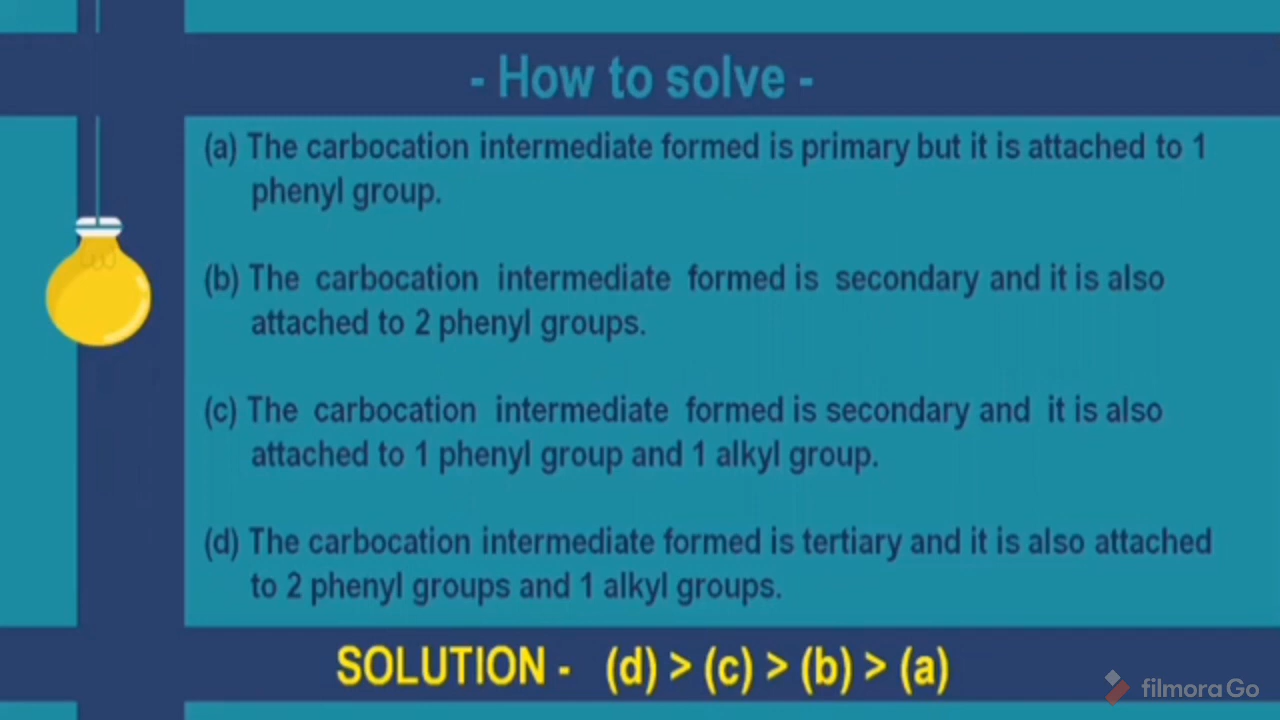 - How to solve -
(a) The carbocation intermediate formed is primary but it is attached to 1
phenyl group.
(b) The carbocation intermediate formed is secondary and it is also
attached to 2 phenyl groups.
(c) The carbocation intermediate formed is secondary and it is also
attached to 1 phenyl group and 1 alkyl group.
(d) The carbocation intermediate formed is tertiary and it is also attached
to 2 phenyl groups and 1 alkyl groups.
SOLUTION - (d) > (c) > (b) > (a)
filmoraGo